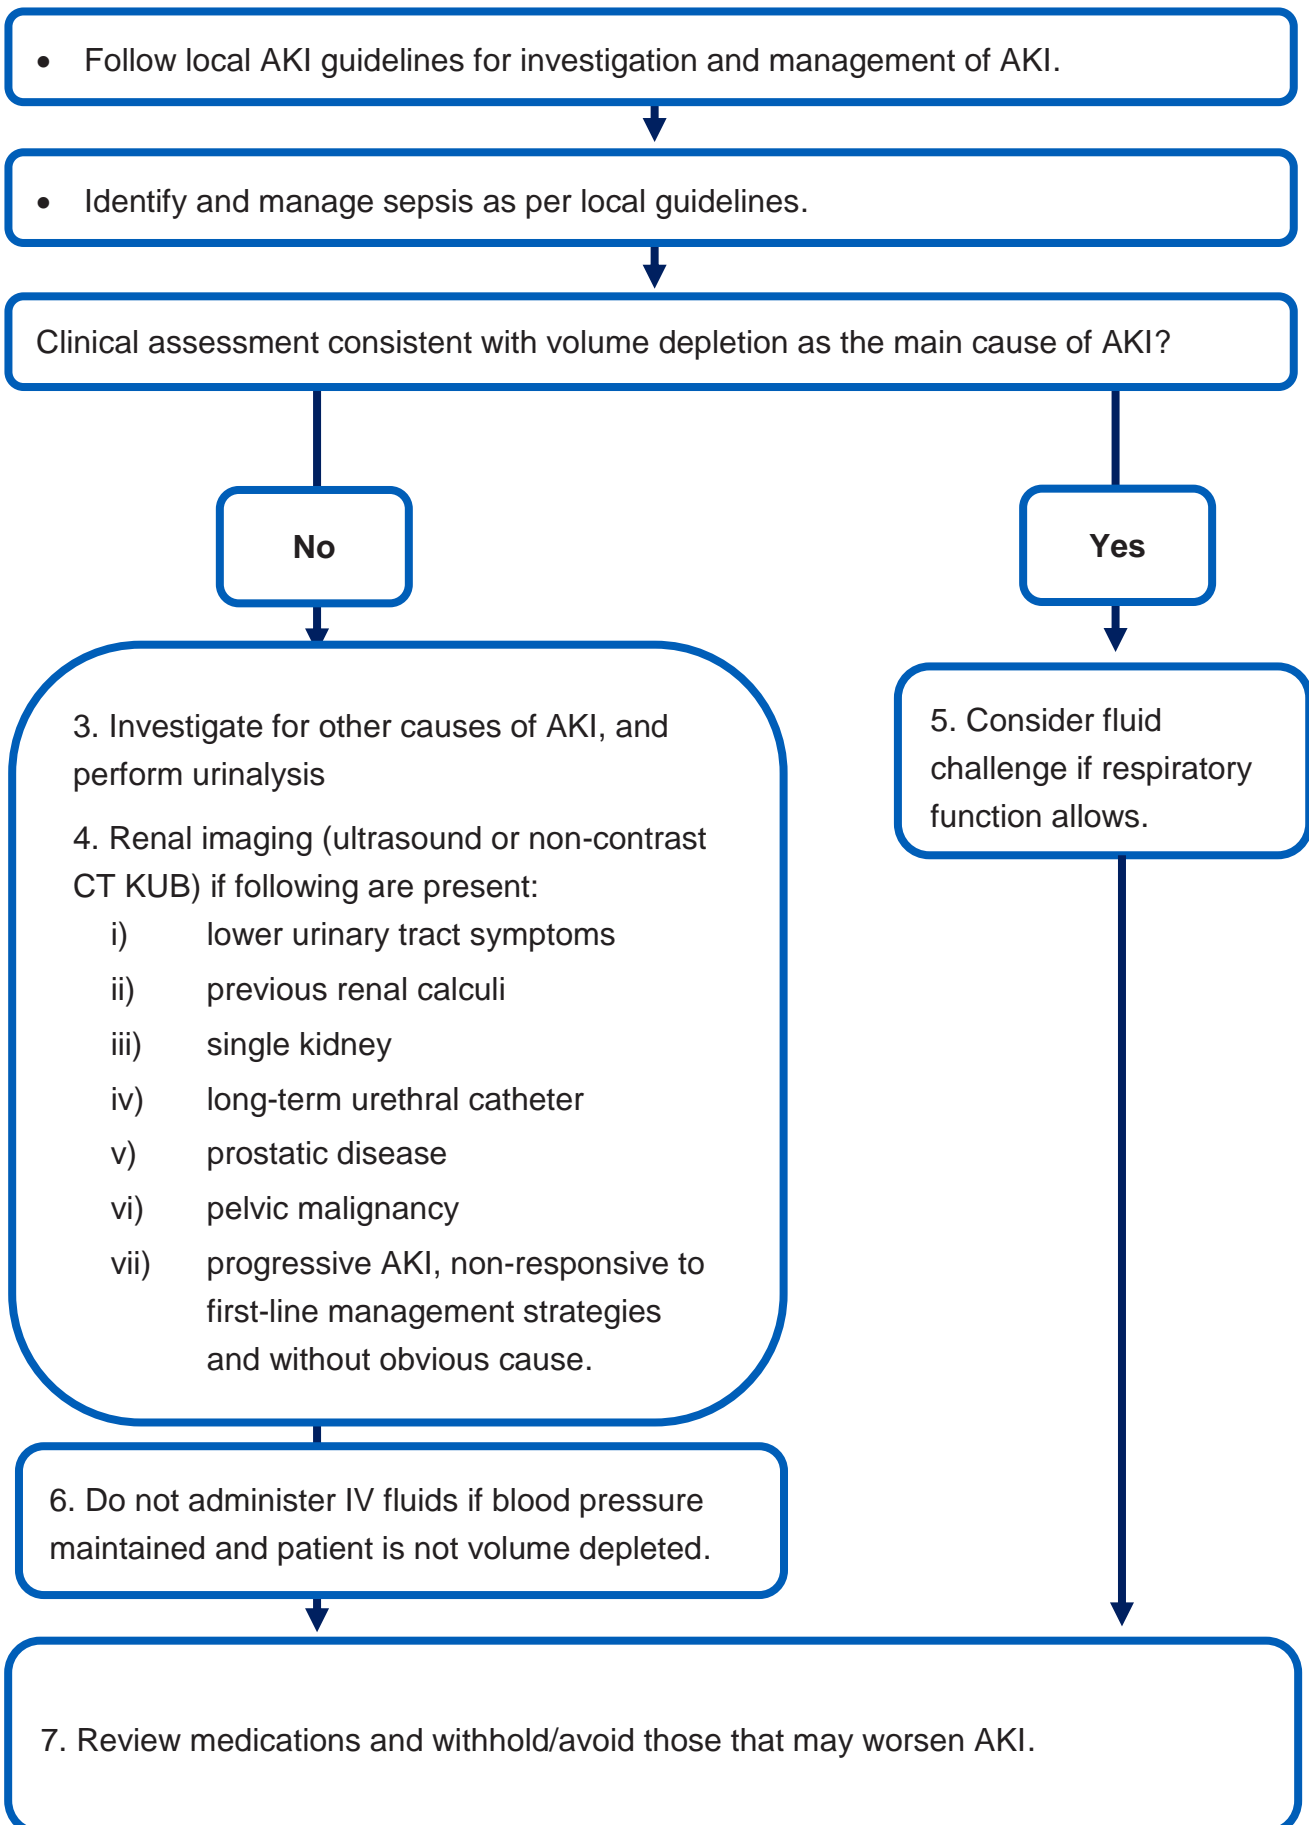 • Follow local AKI guidelines for investigation and management of AKI.
• Identify and manage sepsis as per local guidelines.
Clinical assessment consistent with volume depletion as the main cause of AKI?
No
Yes
3. Investigate for other causes of AKI, and
perform urinalysis
4. Renal imaging (ultrasound or non-contrast
CT KUB) if following are present:
i) lower urinary tract symptoms
ii) previous renal calculi
iii) single kidney
iv) long-term urethral catheter
v) prostatic disease
vi) pelvic malignancy
vii) progressive AKI, non-responsive to
first-line management strategies
and without obvious cause.
5. Consider fluid
challenge if respiratory
function allows.
6. Do not administer IV fluids if blood pressure
maintained and patient is not volume depleted.
7. Review medications and withhold/avoid those that may worsen AKI.